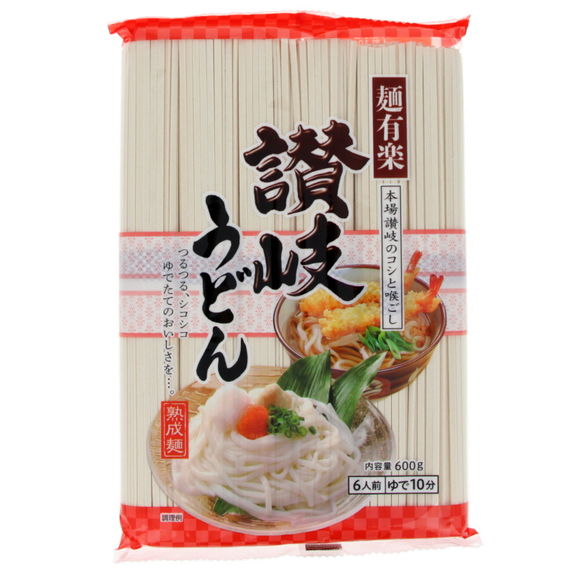 麺有楽
本場讃岐のコシと喉ごし
讃岐
うどん
つるつる、シコシコ
ゆでたてのおいしさを…。
熟成麺
内容量 600g
6人前 ゆで10分
調理例